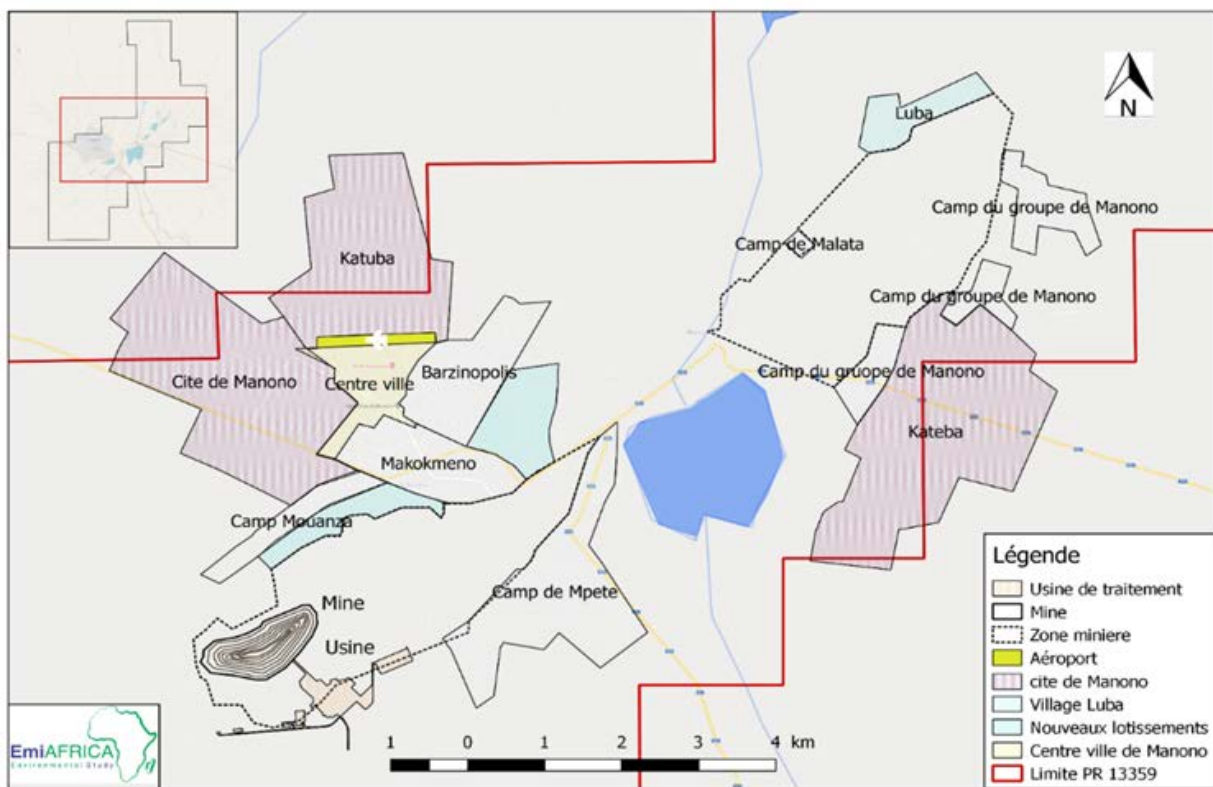 N
Luba
Camp du groupe de Manono
Camp de Malata
Katuba
Camp du groupe de Manono
Cite de Manono
Centre ville
Barzinopolis
Camp du gruope de Manono
Kateba
Makokmeno
Camp Mouanza
Camp de Mpete
Mine
Usine
Légende
Usine de traitement
Mine
Zone miniere
Aéroport
cite de Manono
Village Luba
Nouveaux lotissements
Centre ville de Manono
Limite PR 13359
EmiAFRICA
Environmental Study
1 0 1 2 3 4 km